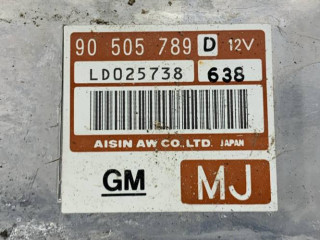 90 505 789 D 12V
LD025738 638
AISIN AW CO., LTD. JAPAN
GM MJ